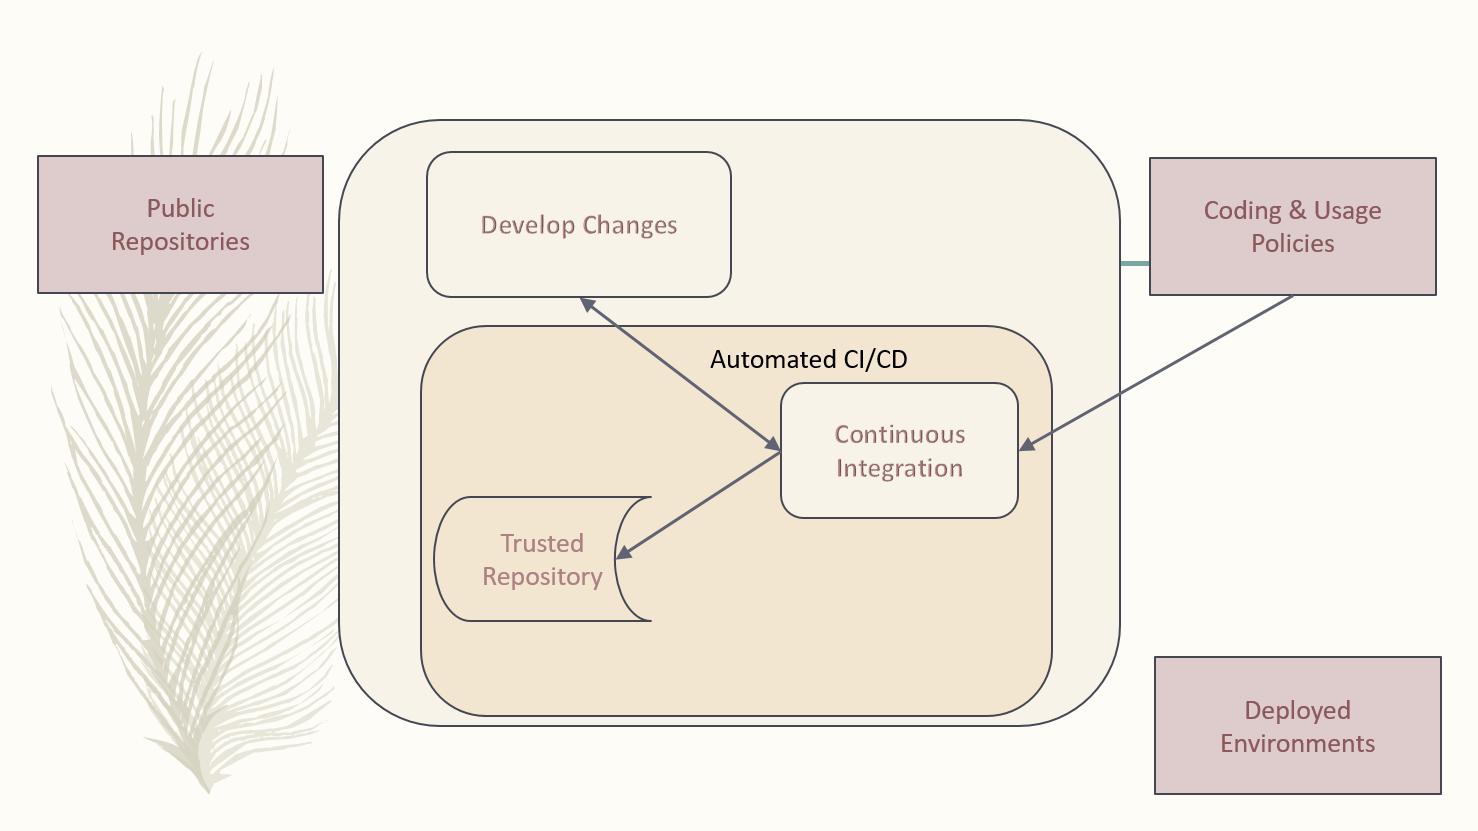 Public
Repositories
Develop Changes
Coding & Usage
Policies
Automated CI/CD
Continuous
Integration
Trusted
Repository
Deployed
Environments